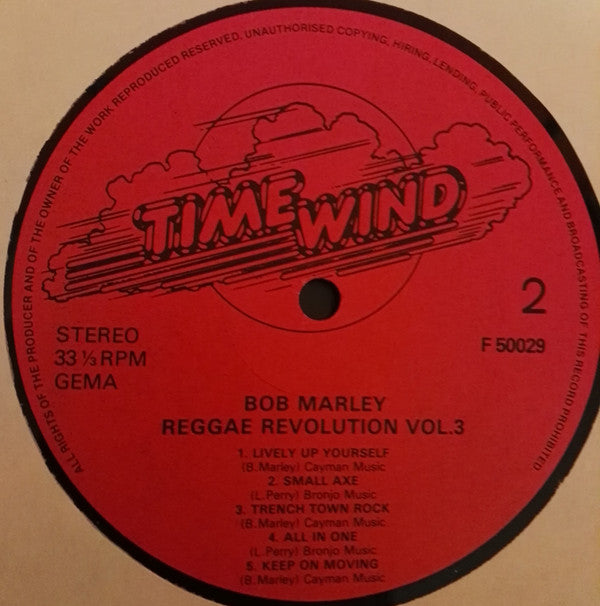 ALL RIGHTS OF THE PRODUCER AND OF THE OWNER OF THE WORK REPRODUCED RESERVED. UNAUTHORISED COPYING, HIRING, LENDING, PUBLIC PERFORMANCE AND BROADCASTING OF THIS RECORD PROHIBITED
TIME WIND
2
STEREO
33 ⅓ RPM
GEMA
F 50029
BOB MARLEY
REGGAE REVOLUTION VOL.3
1. LIVELY UP YOURSELF
(B.Marley) Cayman Music
2. SMALL AXE
(L.Perry) Bronjo Music
3. TRENCH TOWN ROCK
(B.Marley) Cayman Music
4. ALL IN ONE
(L.Perry) Bronjo Music
5. KEEP ON MOVING
(B.Marley) Cayman Music